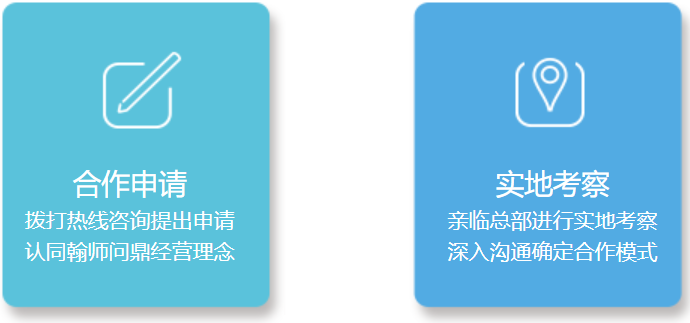 合作申请
拨打热线咨询提出申请
认同翰师问鼎经营理念
实地考察
亲临总部进行实地考察
深入沟通确定合作模式